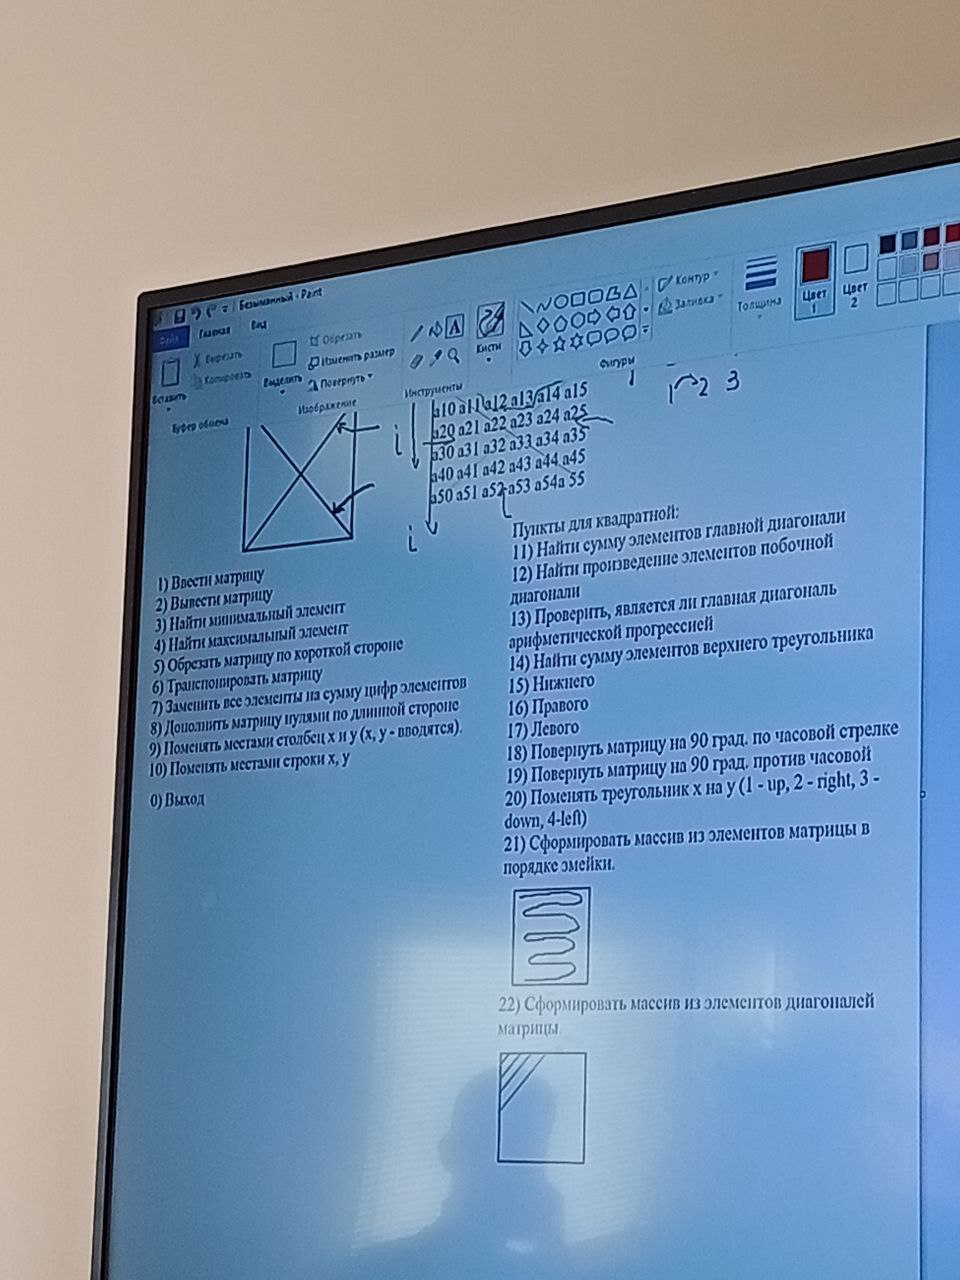 Безымянный - Paint
Файл
Главная
Вид
Вставить
Вырезать
Копировать
Буфер обмена
Выделить
Обрезать
Изменить размер
Повернуть
Изображение
A
Инструменты
Кисти
Фигуры
Контур
Заливка
Толщина
Цвет 1
Цвет 2
1 2 3
i
i
a10 a11 a12 a13 a14 a15
a20 a21 a22 a23 a24 a25
a30 a31 a32 a33 a34 a35
a40 a41 a42 a43 a44 a45
a50 a51 a52 a53 a54a 55
1) Ввести матрицу
2) Вывести матрицу
3) Найти минимальный элемент
4) Найти максимальный элемент
5) Обрезать матрицу по короткой стороне
6) Транспонировать матрицу
7) Заменить все элементы на сумму цифр элементов
8) Дополнить матрицу нулями по длинной стороне
9) Поменять местами столбец x и y (x, y - вводятся).
10) Поменять местами строки x, y
0) Выход
Пункты для квадратной:
11) Найти сумму элементов главной диагонали
12) Найти произведение элементов побочной
диагонали
13) Проверить, является ли главная диагональ
арифметической прогрессией
14) Найти сумму элементов верхнего треугольника
15) Нижнего
16) Правого
17) Левого
18) Повернуть матрицу на 90 град. по часовой стрелке
19) Повернуть матрицу на 90 град. против часовой
20) Поменять треугольник x на y (1 - up, 2 - right, 3 -
down, 4-left)
21) Сформировать массив из элементов матрицы в
порядке змейки.
22) Сформировать массив из элементов диагоналей
матрицы.